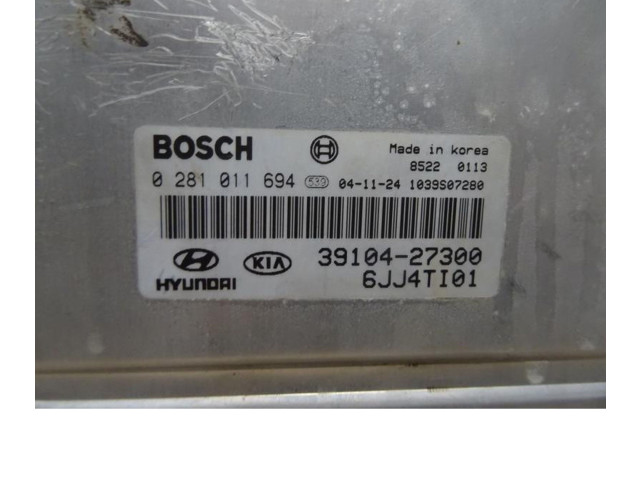 BOSCH
Made in korea
8522 0113
0 281 011 694 530 04-11-24 1039S07280
39104-27300
HYUNDAI KIA 6JJ4TI01